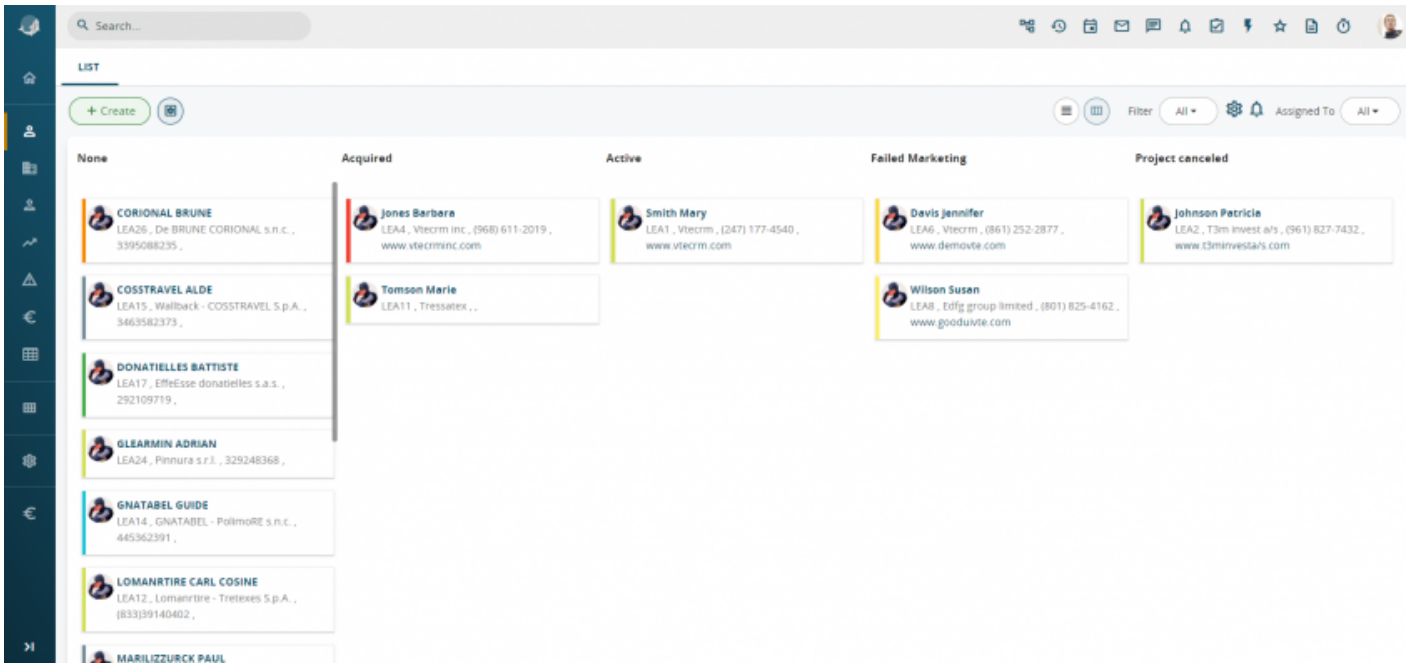 Search...
LIST
+ Create
Filter
All
Assigned To
All
None
CORIONAL BRUNE
LEA26 , De BRUNE CORIONAL s.n.c. ,
3395088235 ,
COSSTRAVEL ALDE
LEA15 , Wallback - COSSTRAVEL S.p.A. ,
3463582373 ,
DONATIELLES BATTISTE
LEA17 , EffeEsse donatielles s.a.s. ,
292109719 ,
GLEARMIN ADRIAN
LEA24 , Pinnura s.r.l. , 329248368 ,
GNATABEL GUIDE
LEA14 , GNATABEL - PolimoRE s.n.c. ,
445362391 ,
LOMANRTIRE CARL COSINE
LEA12 , Lomanrtire - Tretexes S.p.A. ,
(833)39140402 ,
MARILIZZURCK PAUL
Acquired
Jones Barbara
LEA4 , Vtecrm inc , (968) 611-2019 ,
www.vtecrminc.com
Tomson Marie
LEA11 , Tressatex , ,
Active
Smith Mary
LEA1 , Vtecrm , (247) 177-4540 ,
www.vtecrm.com
Failed Marketing
Davis Jennifer
LEA6 , Vtecrm , (861) 252-2877 ,
www.demovte.com
Wilson Susan
LEA8 , Edfg group limited , (801) 825-4162 ,
www.gooduivte.com
Project canceled
Johnson Patricia
LEA2 , T3m invest a/s , (961) 827-7432 ,
www.t3minvesta/s.com